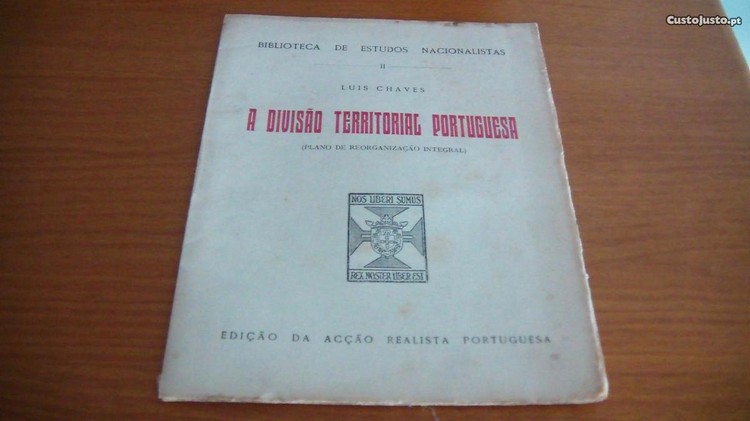 CustoJusto.pt
BIBLIOTECA DE ESTUDOS NACIONALISTAS
II
LUIS CHAVES
A DIVISÃO TERRITORIAL PORTUGUESA
(PLANO DE REORGANIZAÇÃO INTEGRAL)
NOS LIBERI SUMUS
REX NOSTER LIBER EST
EDIÇÃO DA ACÇÃO REALISTA PORTUGUESA